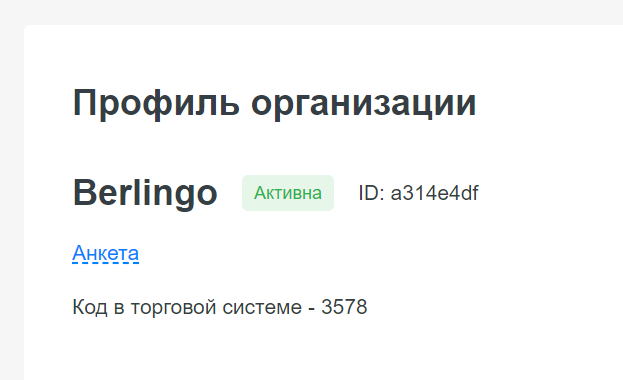 Профиль организации
Berlingo Активна ID: a314e4df
Анкета
Код в торговой системе - 3578